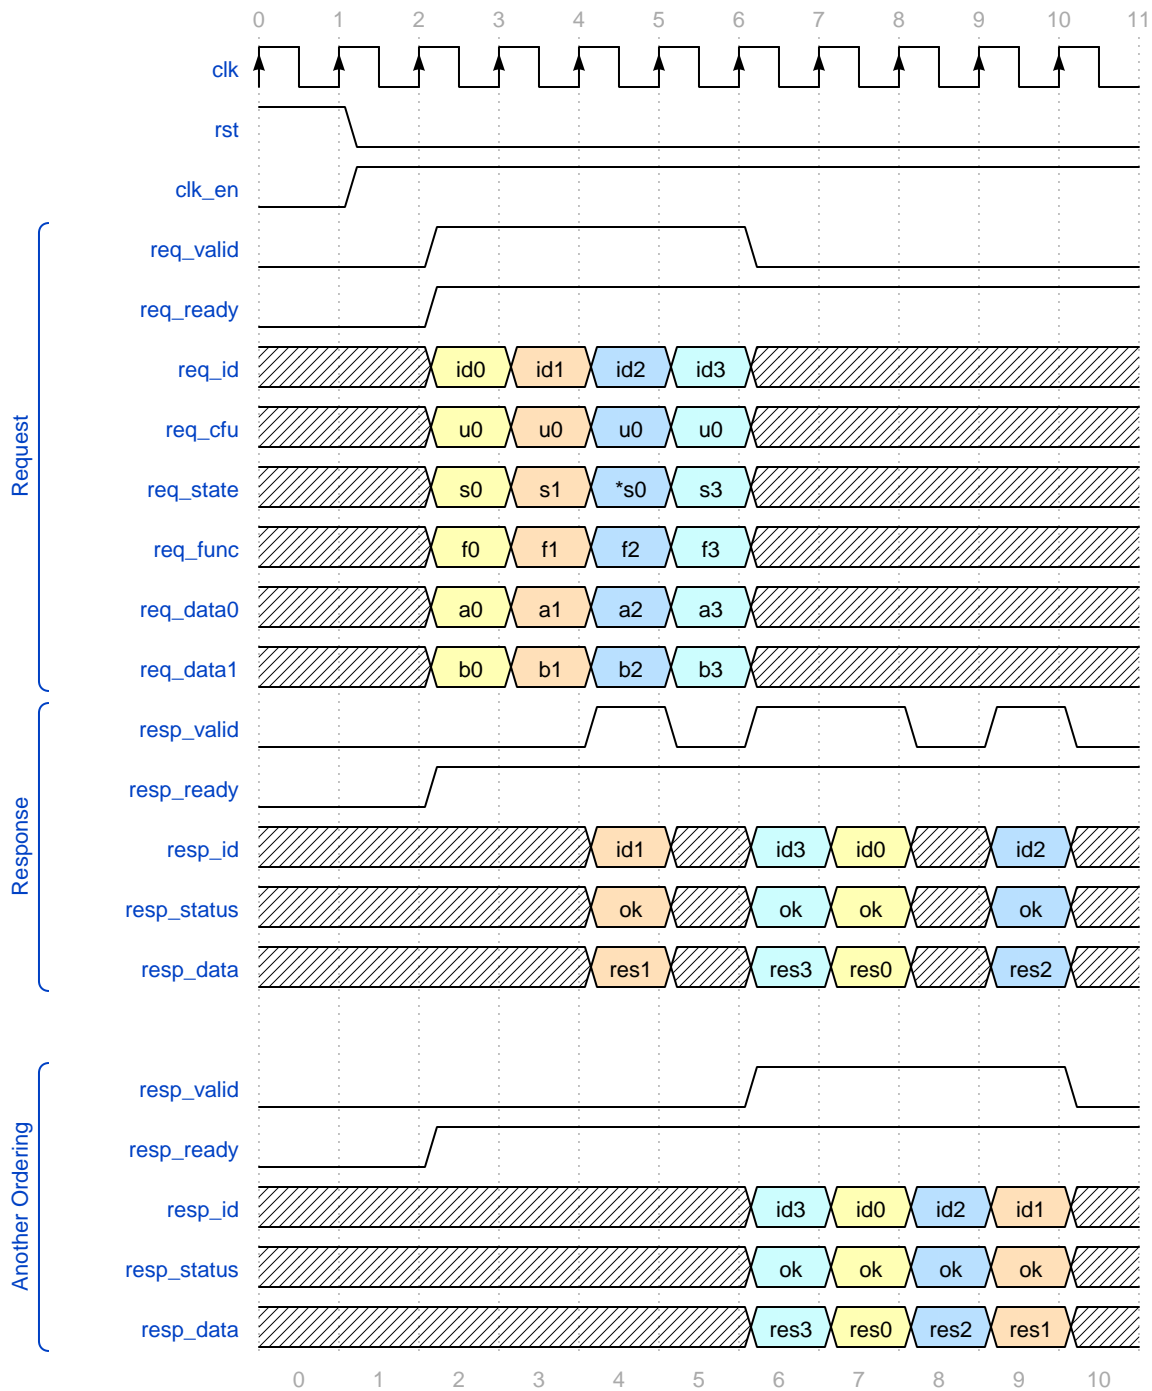 0 1 2 3 4 5 6 7 8 9 10 11
clk
rst
clk_en
Request
req_valid
req_ready
req_id id0 id1 id2 id3
req_cfu u0 u0 u0 u0
req_state s0 s1 *s0 s3
req_func f0 f1 f2 f3
req_data0 a0 a1 a2 a3
req_data1 b0 b1 b2 b3
Response
resp_valid
resp_ready
resp_id id1 id3 id0 id2
resp_status ok ok ok ok
resp_data res1 res3 res0 res2
Another Ordering
resp_valid
resp_ready
resp_id id3 id0 id2 id1
resp_status ok ok ok ok
resp_data res3 res0 res2 res1
0 1 2 3 4 5 6 7 8 9 10